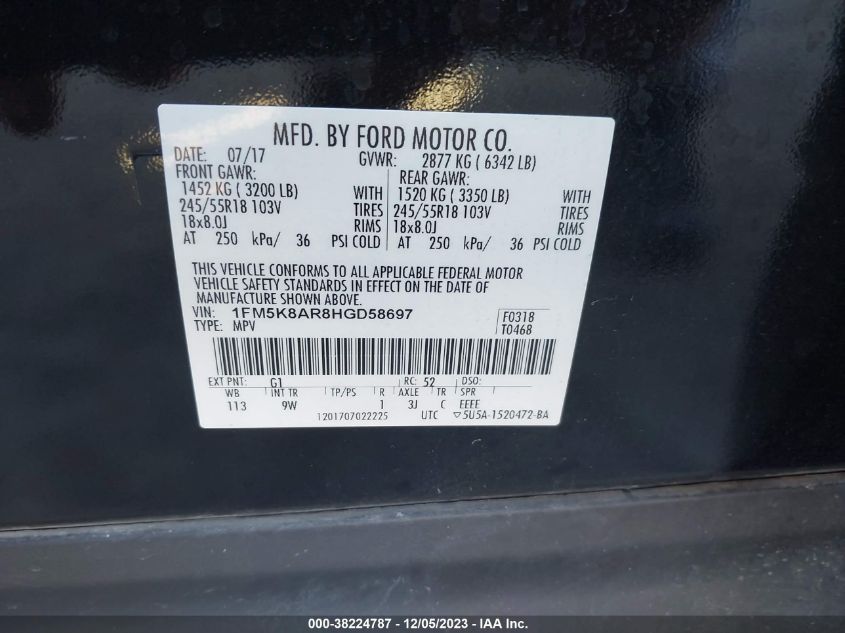 MFD. BY FORD MOTOR CO.
DATE: 07/17 GVWR: 2877 KG ( 6342 LB)
FRONT GAWR: REAR GAWR:
1452 KG ( 3200 LB) WITH 1520 KG ( 3350 LB) WITH
245/55R18 103V TIRES 245/55R18 103V TIRES
18x8.0J RIMS 18x8.0J RIMS
AT 250 kPa/ 36 PSI COLD AT 250 kPa/ 36 PSI COLD
THIS VEHICLE CONFORMS TO ALL APPLICABLE FEDERAL MOTOR
VEHICLE SAFETY STANDARDS IN EFFECT ON THE DATE OF
MANUFACTURE SHOWN ABOVE.
VIN: 1FM5K8AR8HGD58697 F0318
TYPE: MPV T0468
EXT PNT: G1 RC: 52 DSO:
WB INT TR TP/PS R AXLE TR SPR
113 9W 1 3J C EEEE
1201707022225 UTC ▽5U5A-1520472-BA
000-38224787 - 12/05/2023 - IAA Inc.